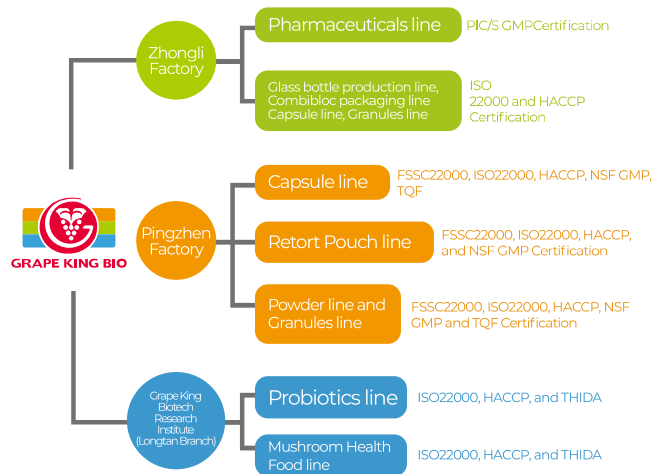 GRAPE KING BIO
Zhongli
Factory
Pharmaceuticals line
PIC/S GMPCertification
Glass bottle production line,
Combibloc packaging line
Capsule line, Granules line
ISO
22000 and HACCP
Certification
Pingzhen
Factory
Capsule line
FSSC22000, ISO22000, HACCP, NSF GMP,
TQF
Retort Pouch line
FSSC22000, ISO22000, HACCP,
and NSF GMP Certification
Powder line and
Granules line
FSSC22000, ISO22000, HACCP, NSF
GMP and TQF Certification
Grape King
Biotech
Research
Institute
(Longtan Branch)
Probiotics line
ISO22000, HACCP, and THIDA
Mushroom Health
Food line
ISO22000, HACCP, and THIDA